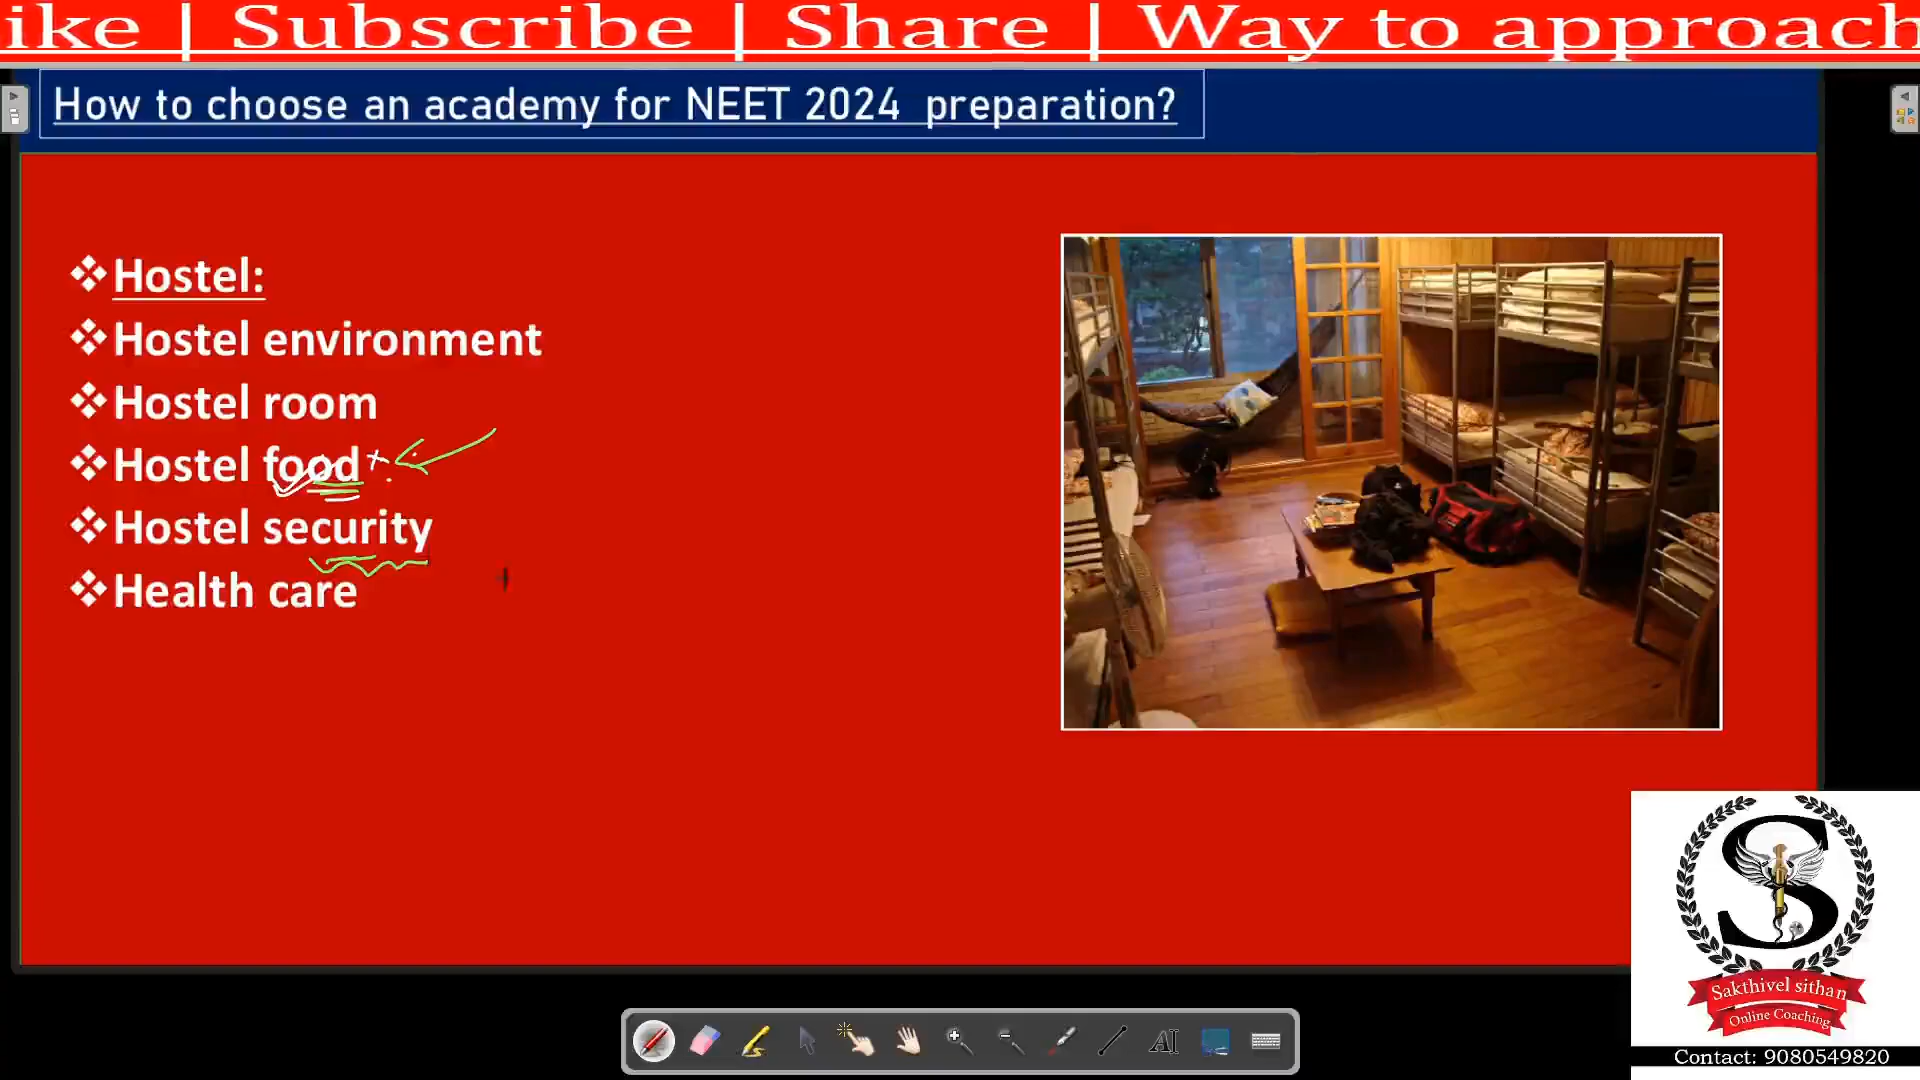 ike | Subscribe | Share | Way to approach
How to choose an academy for NEET 2024 preparation?
❖Hostel:
❖Hostel environment
❖Hostel room
❖Hostel food
❖Hostel security
❖Health care
S
Sakthivel sithan
Online Coaching
AI
Contact: 9080549820